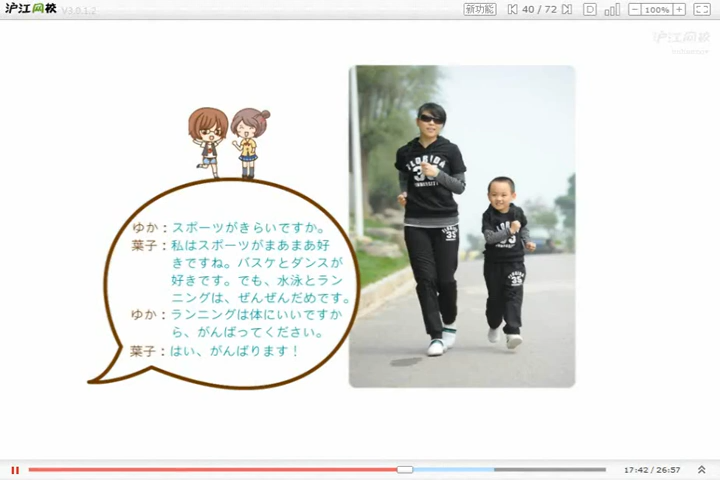 沪江网校 V3.0.1.2
新功能
40 / 72
D
100%
沪江网校
ゆか：スポーツがきらいですか。
葉子：私はスポーツがまあまあ好
きですね。バスケとダンスが
好きです。でも、水泳とラン
ニングは、ぜんぜんだめです。
ゆか：ランニングは体にいいですか
ら、がんばってください。
葉子：はい、がんばります！
FLORIDA
35
35
35
17:42 / 26:57